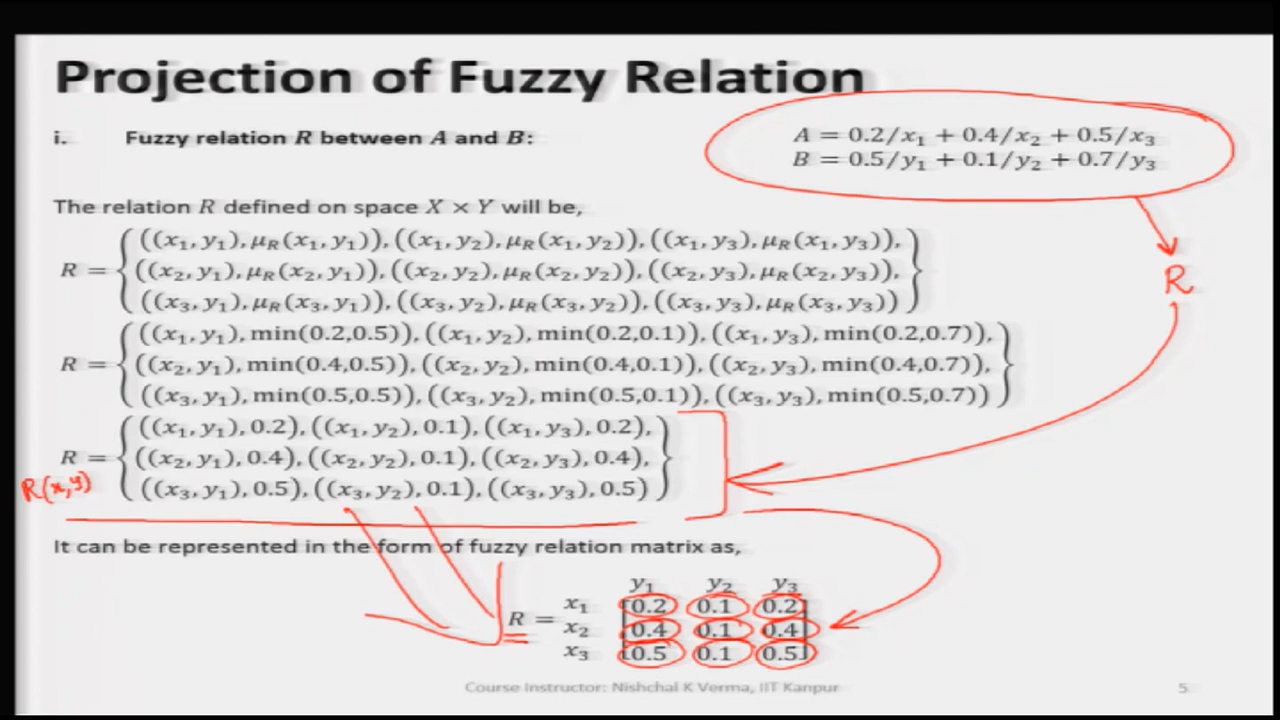 Projection of Fuzzy Relation
i. Fuzzy relation R between A and B:
A = 0.2/x₁ + 0.4/x₂ + 0.5/x₃
B = 0.5/y₁ + 0.1/y₂ + 0.7/y₃
The relation R defined on space X × Y will be,
((x₁, y₁), μ_R(x₁, y₁)), ((x₁, y₂), μ_R(x₁, y₂)), ((x₁, y₃), μ_R(x₁, y₃)),
R = { ((x₂, y₁), μ_R(x₂, y₁)), ((x₂, y₂), μ_R(x₂, y₂)), ((x₂, y₃), μ_R(x₂, y₃)), }
((x₃, y₁), μ_R(x₃, y₁)), ((x₃, y₂), μ_R(x₃, y₂)), ((x₃, y₃), μ_R(x₃, y₃))
R
((x₁, y₁), min(0.2,0.5)), ((x₁, y₂), min(0.2,0.1)), ((x₁, y₃), min(0.2,0.7)),
R = { ((x₂, y₁), min(0.4,0.5)), ((x₂, y₂), min(0.4,0.1)), ((x₂, y₃), min(0.4,0.7)), }
((x₃, y₁), min(0.5,0.5)), ((x₃, y₂), min(0.5,0.1)), ((x₃, y₃), min(0.5,0.7))
((x₁, y₁), 0.2), ((x₁, y₂), 0.1), ((x₁, y₃), 0.2),
R = { ((x₂, y₁), 0.4), ((x₂, y₂), 0.1), ((x₂, y₃), 0.4), }
R(x,y)
((x₃, y₁), 0.5), ((x₃, y₂), 0.1), ((x₃, y₃), 0.5)
It can be represented in the form of fuzzy relation matrix as,
y₁ y₂ y₃
x₁ [0.2 0.1 0.2]
R = x₂ [0.4 0.1 0.4]
x₃ [0.5 0.1 0.5]
Course Instructor: Nishchal K Verma, IIT Kanpur
5